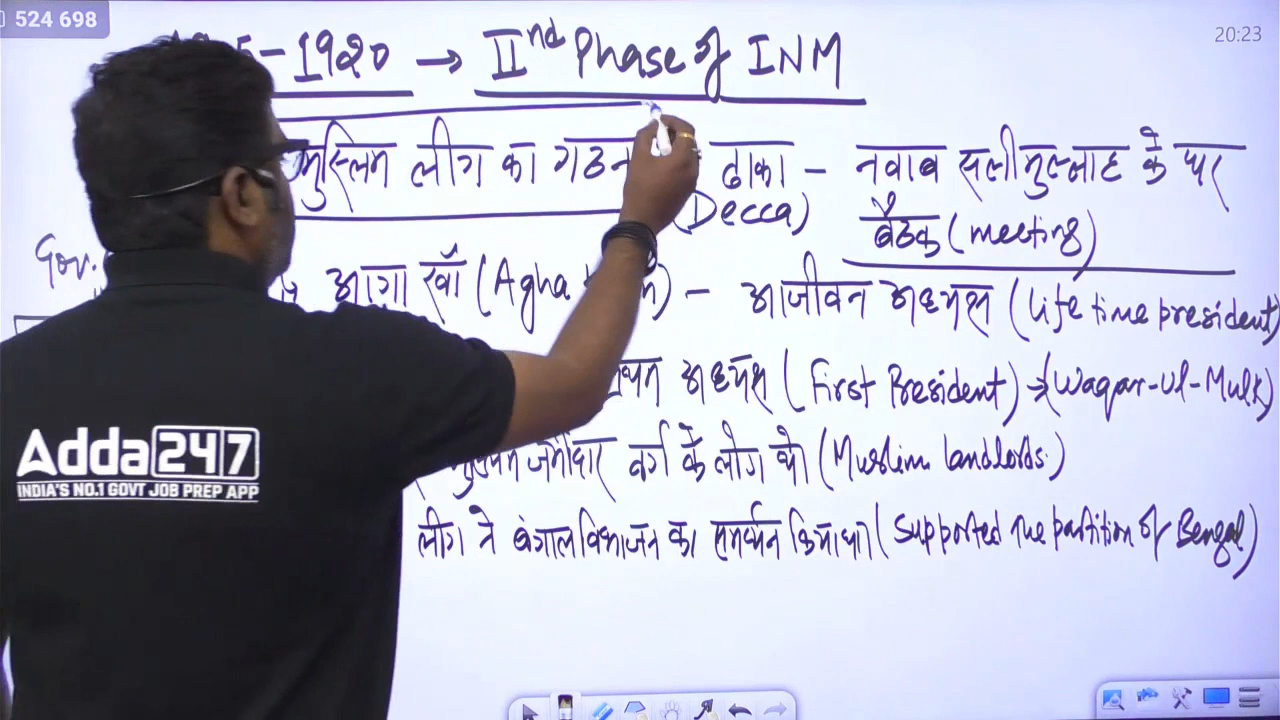 524 698
20:23
-1920 → IInd Phase of INM
मुस्लिम लीग का गठन ढाका - नवाब सलीमुल्लाह के घर
(Decca) बैठक (meeting)
Gov.
आगा खाँ (Agha - आजीवन अध्यक्ष (life time president)
अध्यक्ष (First President) → (Waqar-Ul-Mulk)
जमींदार वर्ग के लोग थे (Muslim landlords.)
लीग ने बंगाल विभाजन का समर्थन किया था (Supported the partition of Bengal)
Adda247
INDIA'S NO.1 GOVT JOB PREP APP